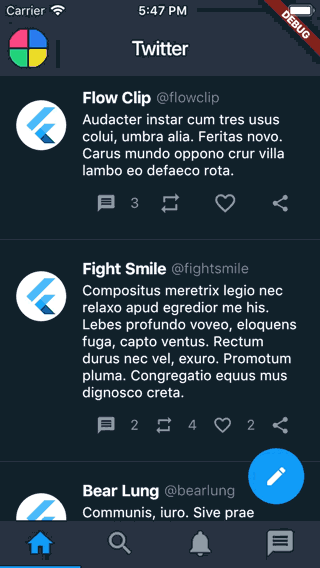 Carrier 5:47 PM
DEBUG
Twitter
Flow Clip @flowclip
Audacter instar cum tres usus
colui, umbra alia. Feritas novo.
Carus mundo oppono crur villa
lambo eo defaeco rota.
3
Fight Smile @fightsmile
Compositus meretrix legio nec
relaxo apud egredior me his.
Lebes profundo voveo, eloquens
fuga, capto ventus. Rectum
durus nec vel, exuro. Promotum
pluma. Congregatio equus mus
dignosco creta.
2 4 2
Bear Lung @bearlung
Communis, iuro. Sive prae